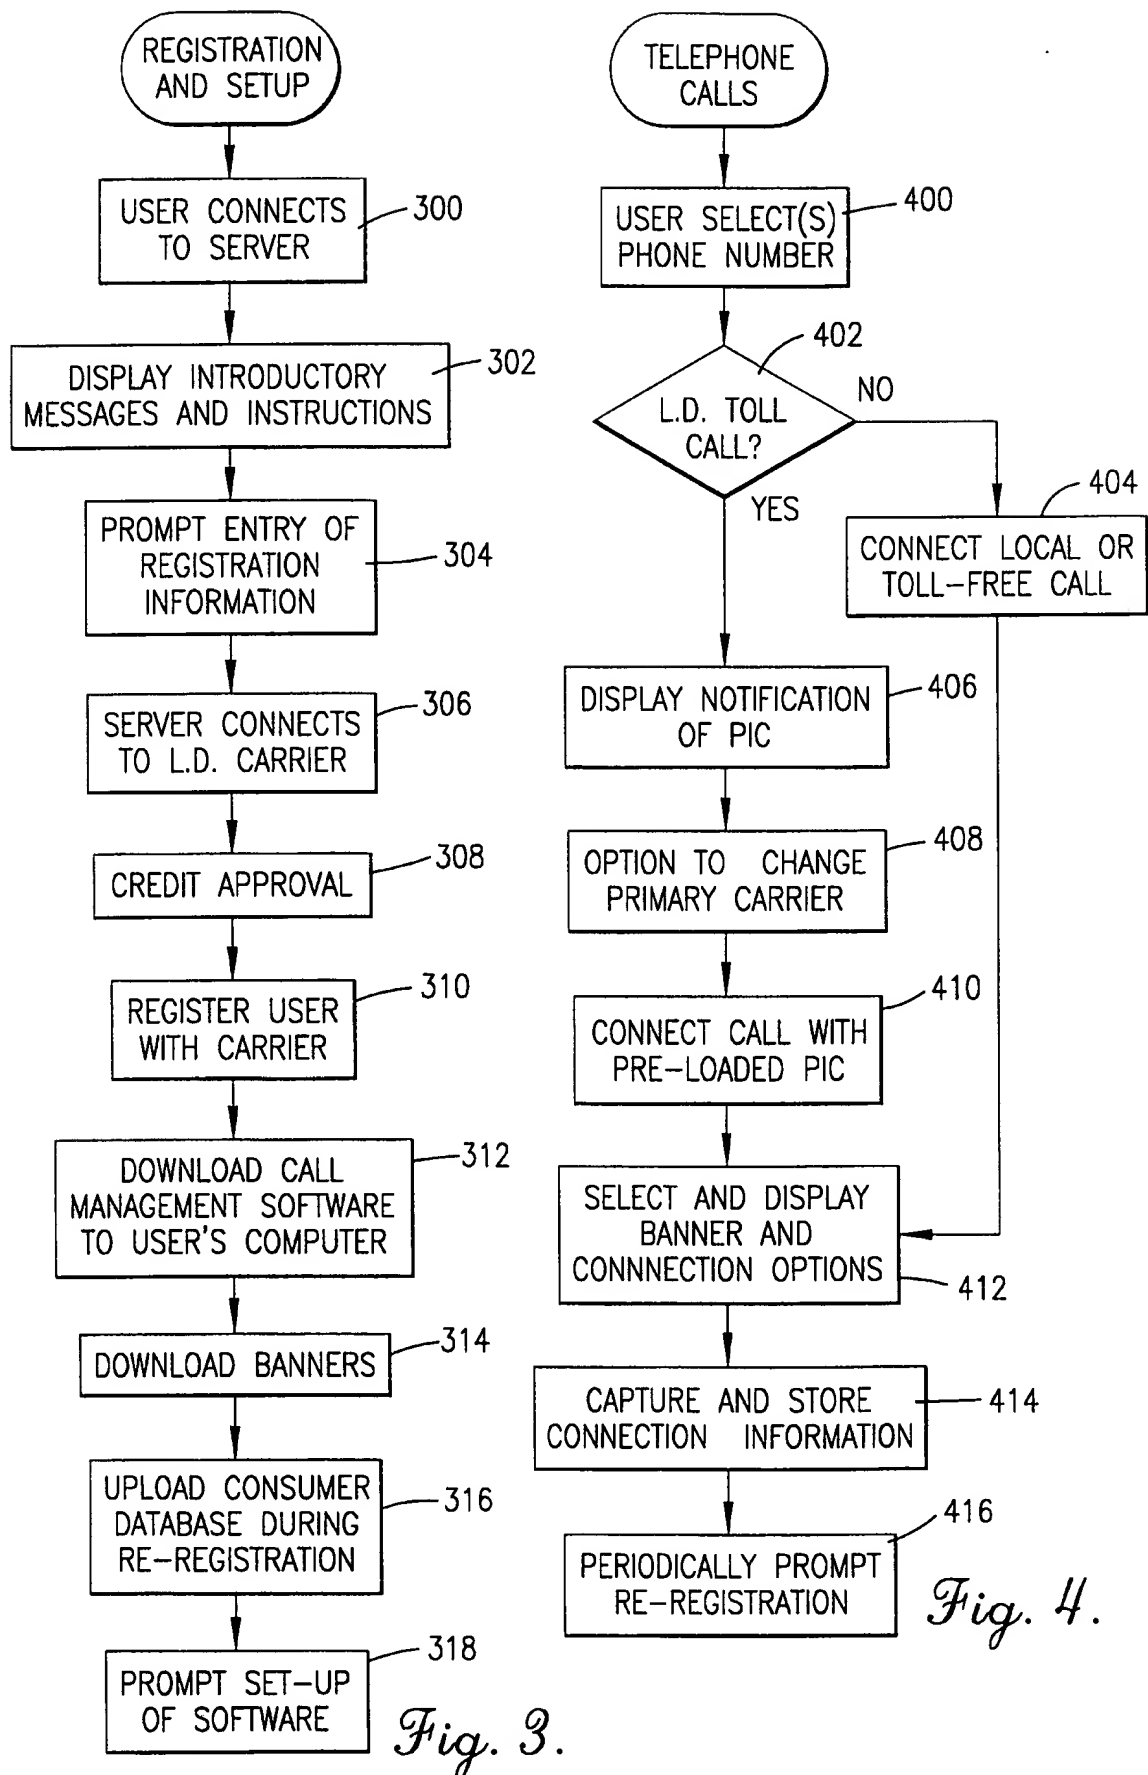 REGISTRATION
AND SETUP
USER CONNECTS
TO SERVER
300
DISPLAY INTRODUCTORY
MESSAGES AND INSTRUCTIONS
302
PROMPT ENTRY OF
REGISTRATION
INFORMATION
304
SERVER CONNECTS
TO L.D. CARRIER
306
CREDIT APPROVAL
308
REGISTER USER
WITH CARRIER
310
DOWNLOAD CALL
MANAGEMENT SOFTWARE
TO USER'S COMPUTER
312
DOWNLOAD BANNERS
314
UPLOAD CONSUMER
DATABASE DURING
RE-REGISTRATION
316
PROMPT SET-UP
OF SOFTWARE
318
Fig. 3.
TELEPHONE
CALLS
USER SELECT(S)
PHONE NUMBER
400
L.D. TOLL
CALL?
402
NO
YES
CONNECT LOCAL OR
TOLL-FREE CALL
404
DISPLAY NOTIFICATION
OF PIC
406
OPTION TO CHANGE
PRIMARY CARRIER
408
CONNECT CALL WITH
PRE-LOADED PIC
410
SELECT AND DISPLAY
BANNER AND
CONNNECTION OPTIONS
412
CAPTURE AND STORE
CONNECTION INFORMATION
414
PERIODICALLY PROMPT
RE-REGISTRATION
416
Fig. 4.